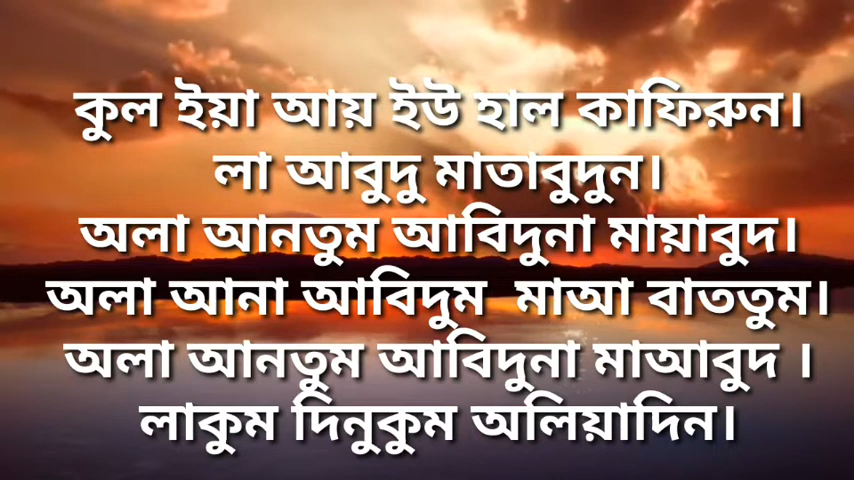 কুল ইয়া আয় ইউ হাল কাফিরুন।
লা আবুদু মাতাবুদুন।
অলা আনতুম আবিদুনা মায়াবুদ।
অলা আনা আবিদুম মাআ বাততুম।
অলা আনতুম আবিদুনা মাআবুদ ।
লাকুম দিনুকুম অলিয়াদিন।